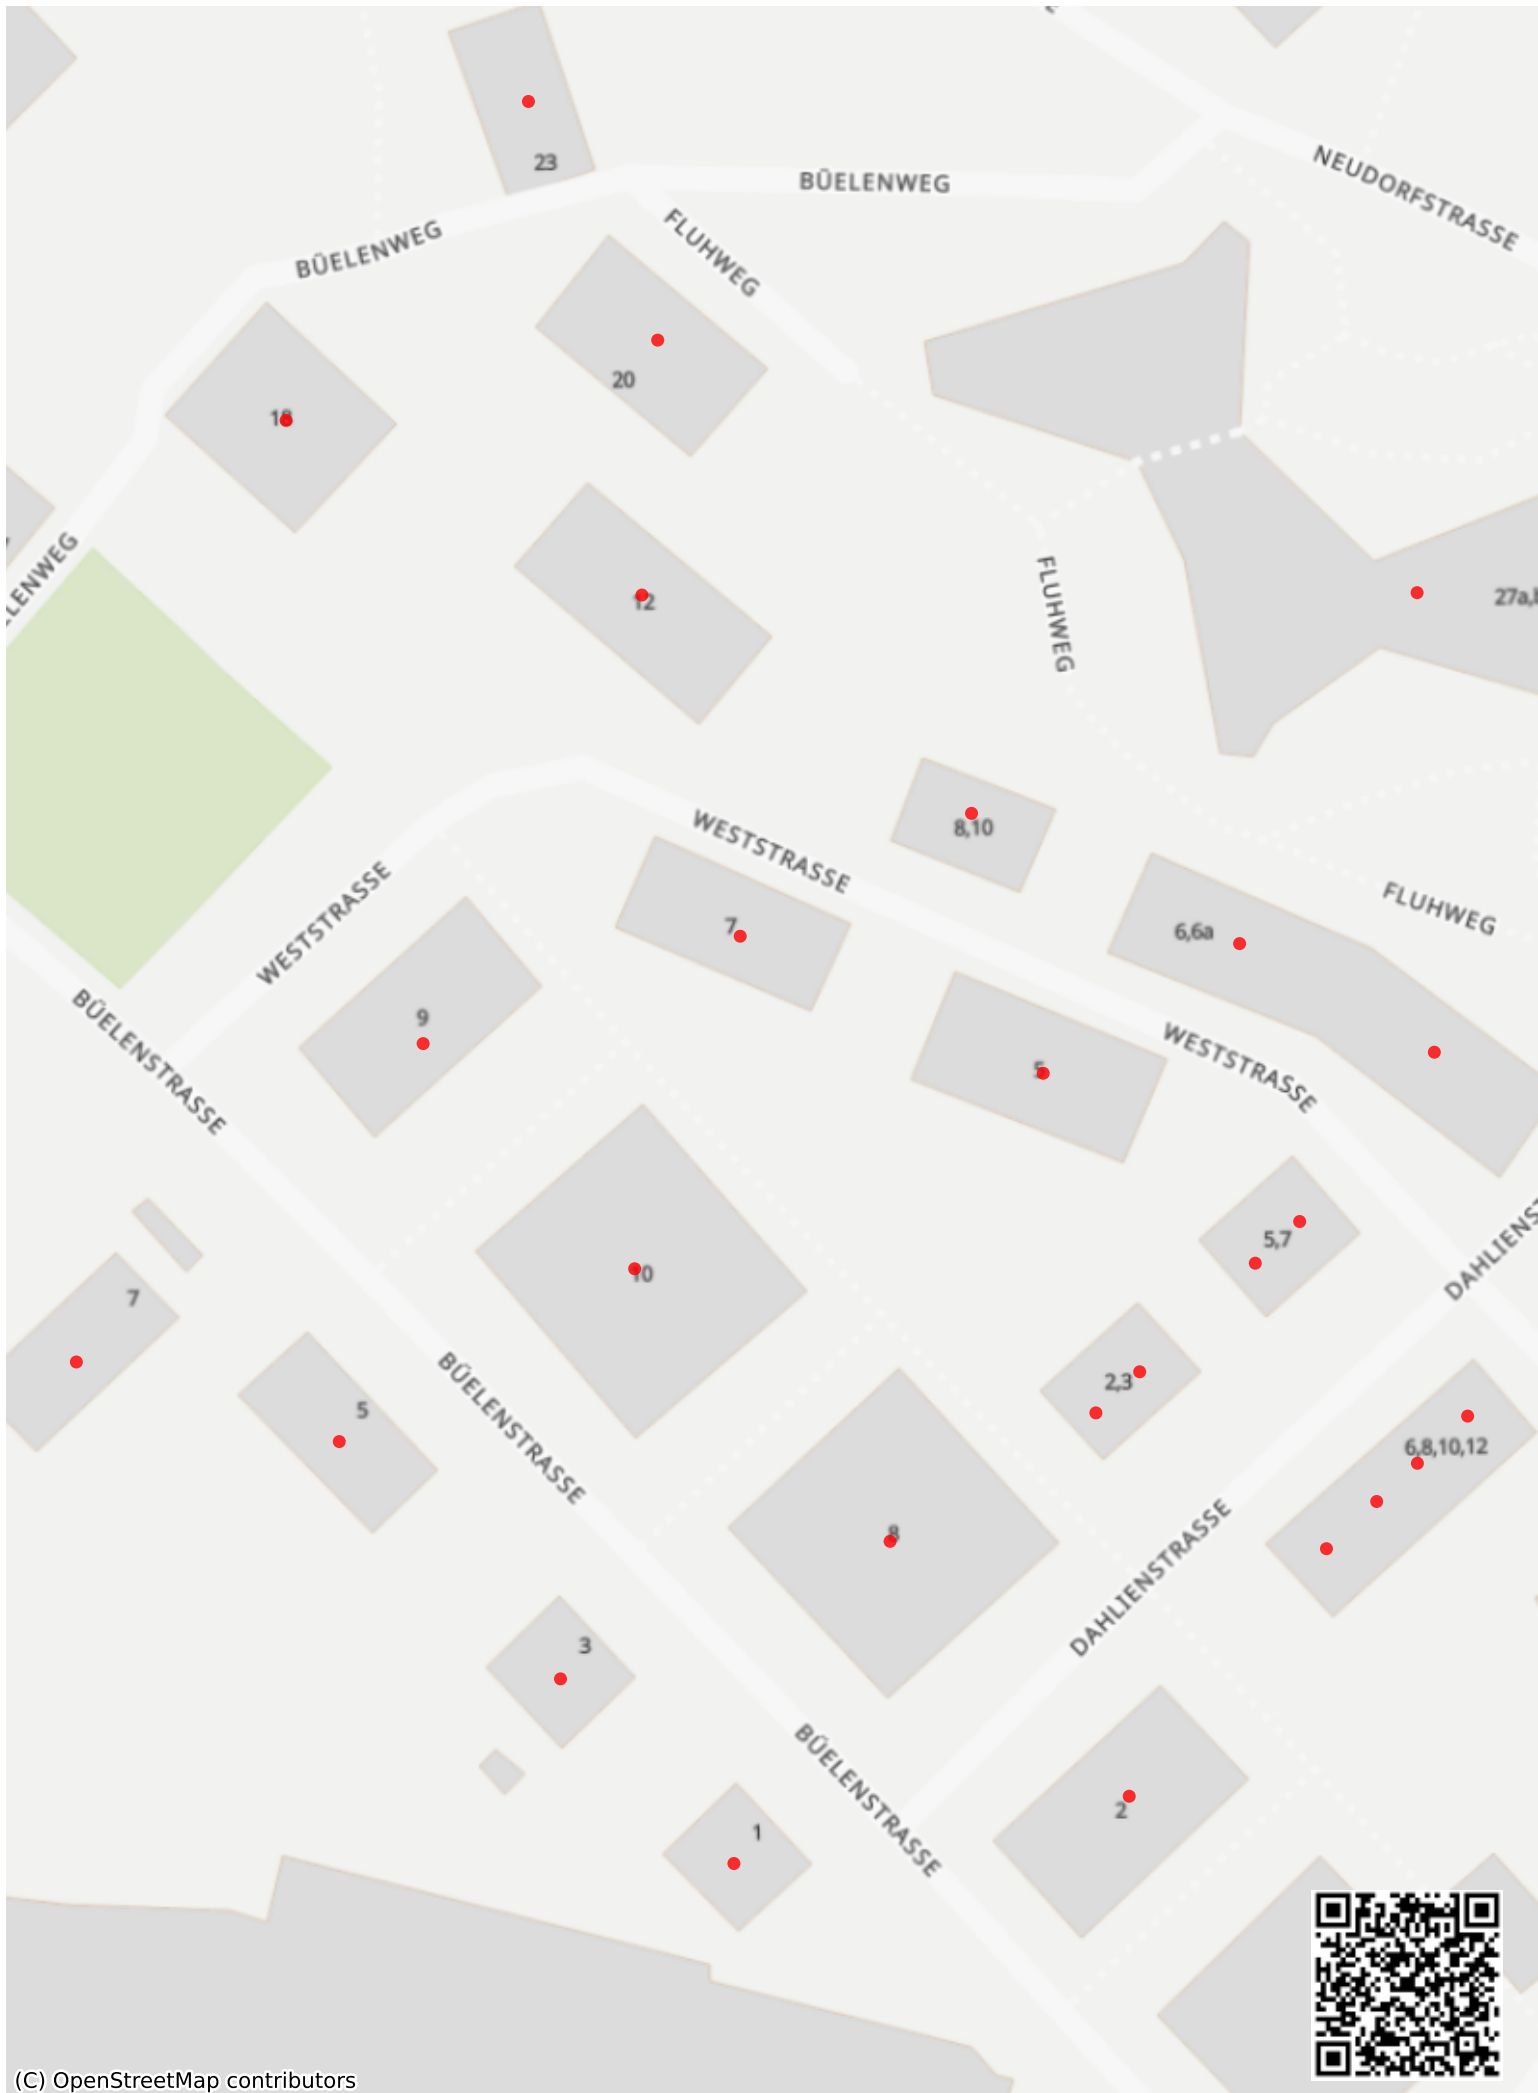 23
BÜELENWEG
NEUDORFSTRASSE
BÜELENWEG
FLUHWEG
20
18
12
FLUHWEG
27a,b
8,10
WESTSTRASSE
7
6,6a
FLUHWEG
WESTSTRASSE
9
BÜELENSTRASSE
5
WESTSTRASSE
5,7
DAHLIENST
10
7
5
BÜELENSTRASSE
2,3
6,8,10,12
8
DAHLIENSTRASSE
3
BÜELENSTRASSE
2
1
(C) OpenStreetMap contributors